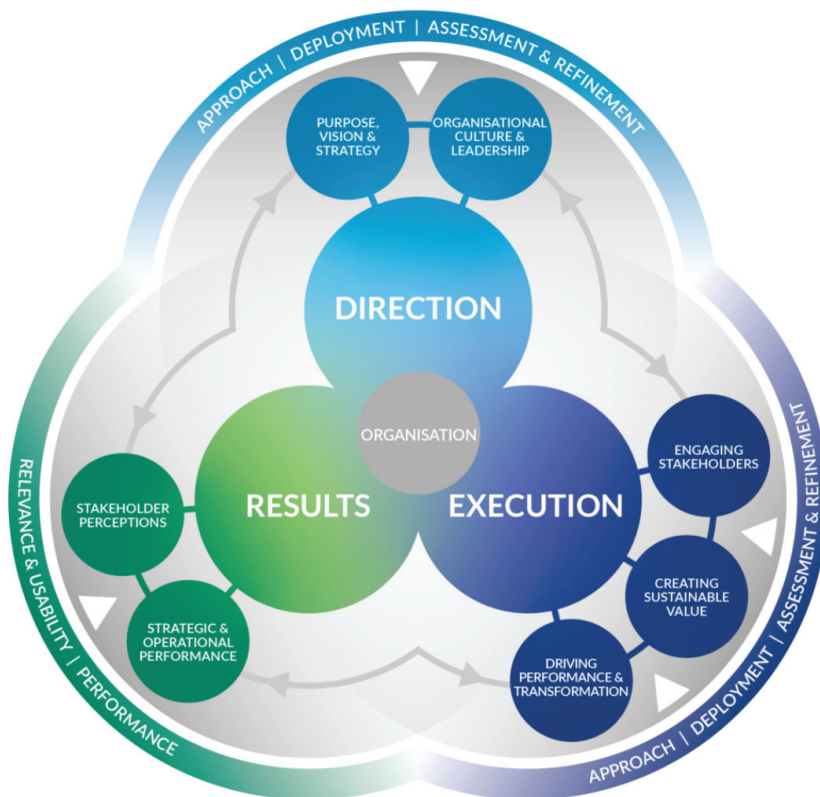 APPROACH | DEPLOYMENT | ASSESSMENT & REFINEMENT
PURPOSE,
VISION &
STRATEGY
ORGANISATIONAL
CULTURE &
LEADERSHIP
DIRECTION
ORGANISATION
RESULTS
EXECUTION
STAKEHOLDER
PERCEPTIONS
STRATEGIC &
OPERATIONAL
PERFORMANCE
ENGAGING
STAKEHOLDERS
CREATING
SUSTAINABLE
VALUE
DRIVING
PERFORMANCE &
TRANSFORMATION
RELEVANCE & USABILITY | PERFORMANCE
APPROACH | DEPLOYMENT | ASSESSMENT & REFINEMENT